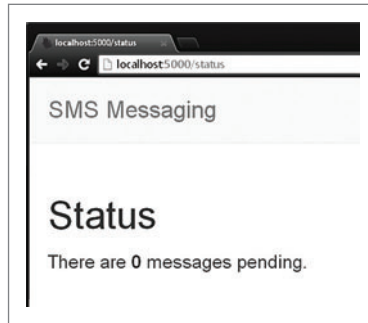 localhost:5000/status
localhost:5000/status
SMS Messaging
Status
There are 0 messages pending.